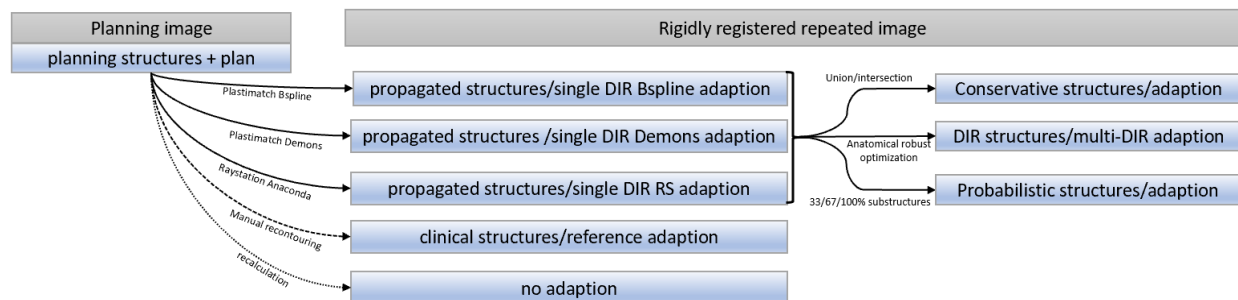 Planning image
planning structures + plan
Rigidly registered repeated image
Plastimatch Bspline
Plastimatch Demons
Raystation Anaconda
Manual recontouring
recalculation
propagated structures/single DIR Bspline adaption
propagated structures /single DIR Demons adaption
propagated structures/single DIR RS adaption
clinical structures/reference adaption
no adaption
Union/intersection
Anatomical robust
optimization
33/67/100% substructures
Conservative structures/adaption
DIR structures/multi-DIR adaption
Probabilistic structures/adaption